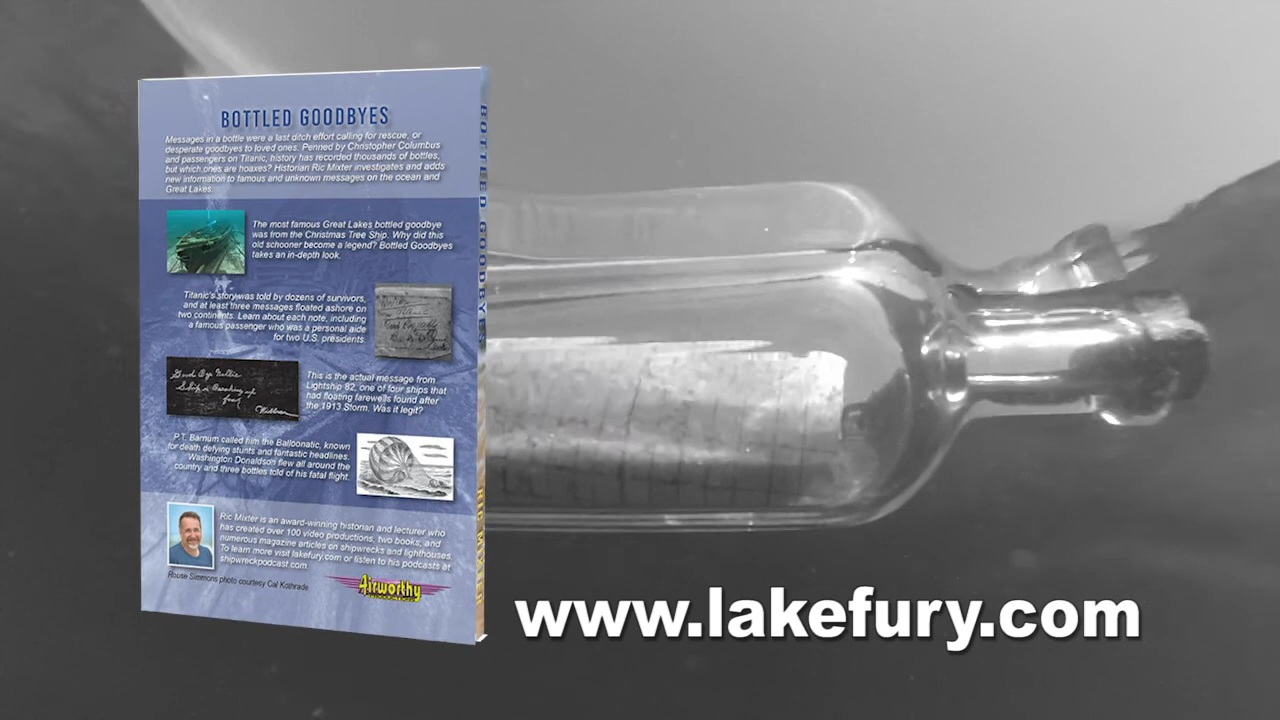 BOTTLED GOODBYES
Messages in a bottle were a last ditch effort calling for rescue, or
desperate goodbyes to loved ones. Penned by Christopher Columbus
and passengers on Titanic, history has recorded thousands of bottles,
but which ones are hoaxes? Historian Ric Mixter investigates and adds
new information to famous and unknown messages on the ocean and
Great Lakes.
The most famous Great Lakes bottled goodbye
was from the Christmas Tree Ship. Why did this
old schooner become a legend? Bottled Goodbyes
takes an in-depth look.
Titanic's story was told by dozens of survivors,
and at least three messages floated ashore on
two continents. Learn about each note, including
a famous passenger who was a personal aide
for two U.S. presidents.
Titanic
Good Bye Nellie
Ship is Breaking up
fast
This is the actual message from
Lightship 82, one of four ships that
had floating farewells found after
the 1913 Storm. Was it legit?
P.T. Barnum called him the Balloonatic, known
for death defying stunts and fantastic headlines.
Washington Donaldson flew all around the
country and three bottles told of his fatal flight.
Ric Mixter is an award-winning historian and lecturer who
has created over 100 video productions, two books, and
numerous magazine articles on shipwrecks and lighthouses.
To learn more visit lakefury.com or listen to his podcasts at
shipwreckpodcast.com
Rouse Simmons photo courtesy Cal Kothrade
Airworthy
BOTTLED GOODBYES
RIC MIXTER
www.lakefury.com